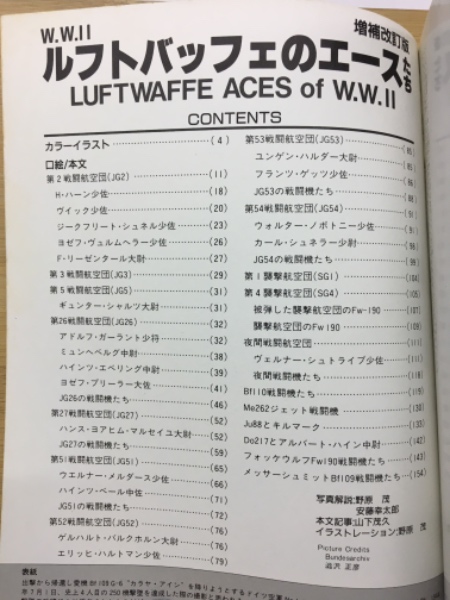 W.W.II
増補改訂版
ルフトバッフェのエースたち
LUFTWAFFE ACES of W.W.II
CONTENTS
カラーイラスト……(4)
口絵/本文
第2戦闘航空団(JG2)……(11)
H・ハーン少佐……(18)
ヴイック少佐……(20)
ジークフリート・シュネル少佐……(23)
ヨゼフ・ヴュルムヘラー少佐……(26)
F・リーゼンタール大尉……(27)
第3戦闘航空団(JG3)……(29)
第5戦闘航空団(JG5)……(31)
ギュンター・シャルツ大尉……(31)
第26戦闘航空団(JG26)……(32)
アドルフ・ガーラント少将……(32)
ミュンヘベルグ中尉……(38)
ハインツ・エベリング中尉……(39)
ヨゼフ・プリーラー大佐……(41)
JG26の戦闘機たち……(46)
第27戦闘航空団(JG27)……(52)
ハンス・ヨアヒム・マルセイユ大尉……(52)
JG27の戦闘機たち……(59)
第51戦闘航空団(JG51)……(65)
ウエルナー・メルダース少佐……(66)
ハインツ・ベール中佐……(71)
JG51の戦闘機たち……(72)
第52戦闘航空団(JG52)……(76)
ゲルハルト・バルクホルン大尉……(76)
エリッヒ・ハルトマン少佐……(79)
第53戦闘航空団(JG53)……(85)
ユンゲン・ハルダー大尉……(85)
フランツ・ゲッツ少佐……(86)
JG53の戦闘機たち……(88)
第54戦闘航空団(JG54)……(91)
ウォルター・ノボトニー少佐……(91)
カール・シュネラー少尉……(98)
JG54の戦闘機たち……(99)
第1襲撃航空団(SG1)……(104)
第4襲撃航空団(SG4)……(105)
被弾した襲撃航空団のFw-190……(107)
襲撃航空団のFw190……(109)
夜間戦闘航空団……(111)
ヴェルナー・シュトライブ少佐……(111)
夜間戦闘機たち……(118)
Bf110戦闘機たち……(119)
Me262ジェット戦闘機……(130)
Ju88とキルマーク……(133)
Do217とアルバート・ハイン中尉……(142)
フォッケウルフFw190戦闘機たち……(143)
メッサーシュミットBf109戦闘機たち……(154)
写真解説:野原 茂
安藤幸太郎
本文記事:山下茂久
イラストレーション:野原 茂
Picture Credits
Bundesarchiv
表紙